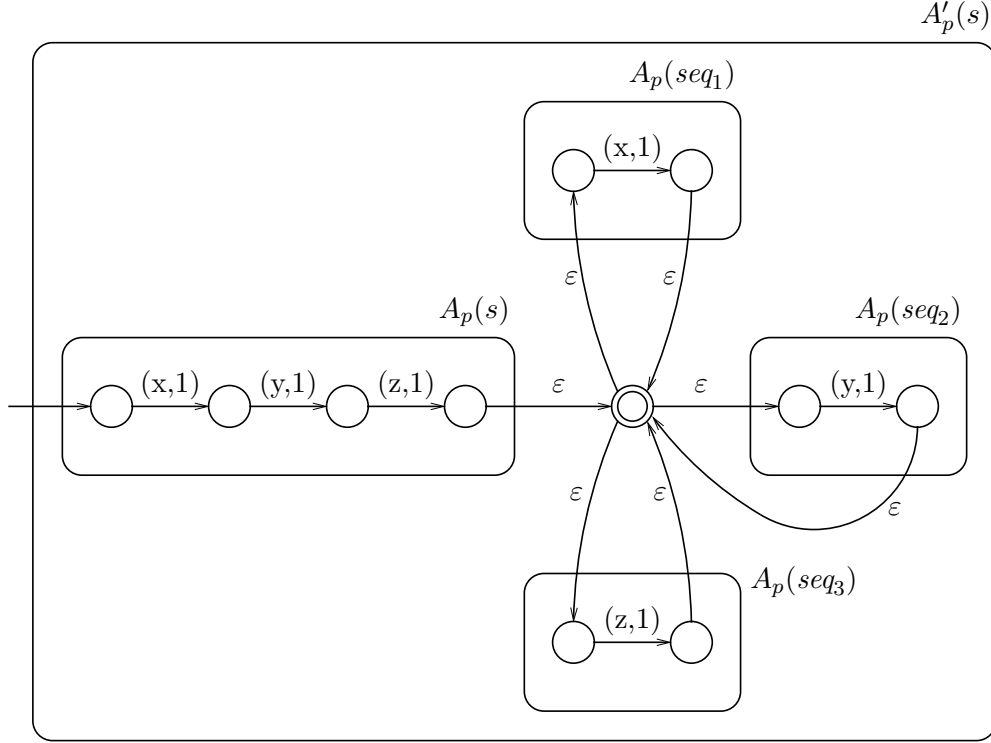 A′ₚ(s)
Aₚ(seq₁)
(x,1)
ε ε
Aₚ(s) Aₚ(seq₂)
(x,1) (y,1) (z,1) ε ε (y,1)
ε ε ε
Aₚ(seq₃)
(z,1)